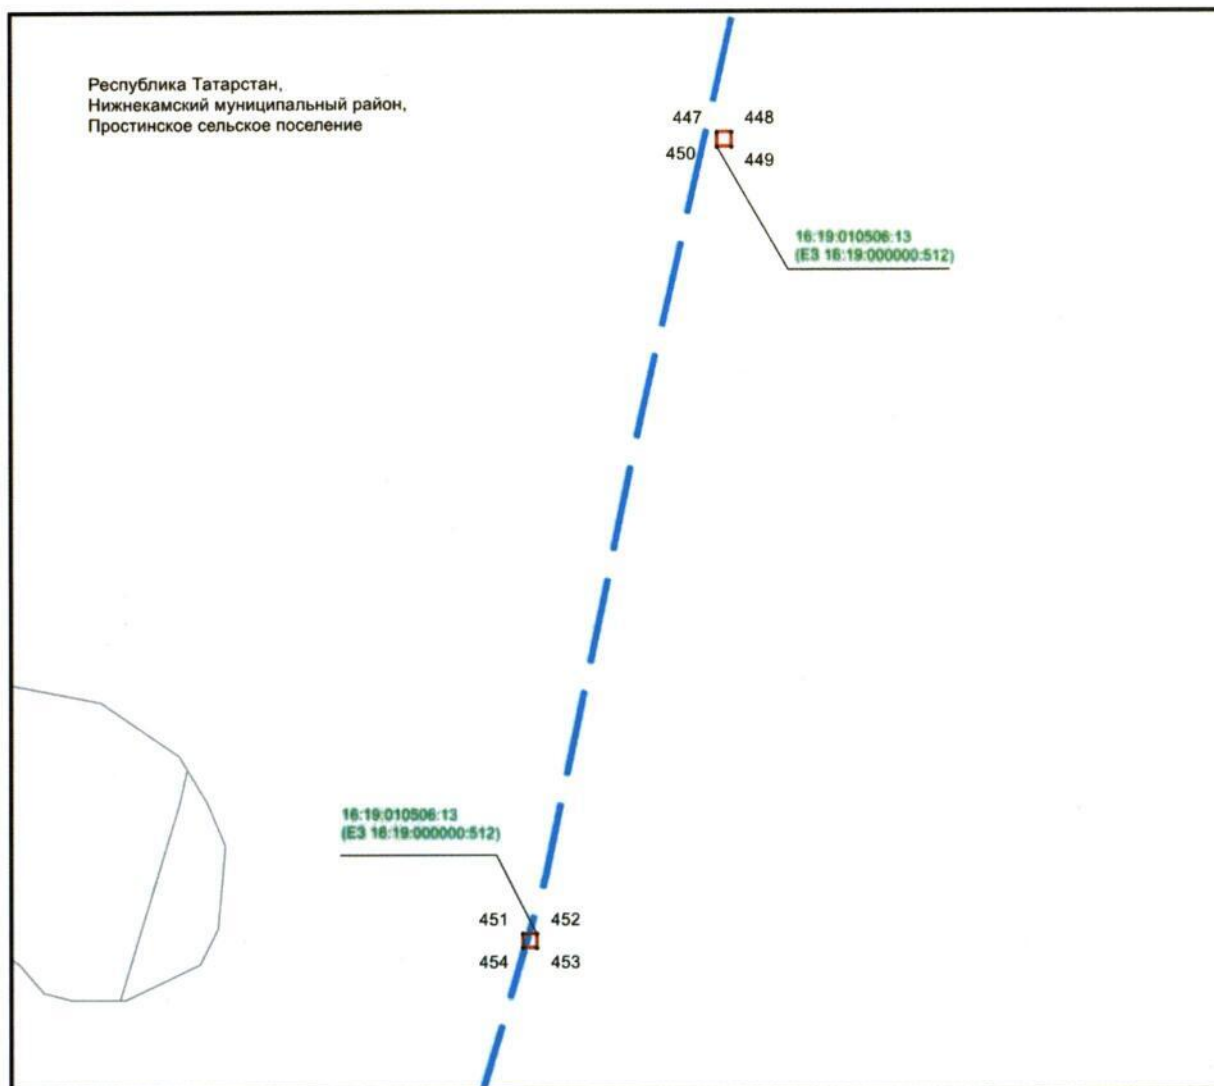 Республика Татарстан,
Нижнекамский муниципальный район,
Простинское сельское поселение
447 448
450 449
16:19:010506:13
(ЕЗ 16:19:000000:512)
16:19:010506:13
(ЕЗ 16:19:000000:512)
451 452
454 453